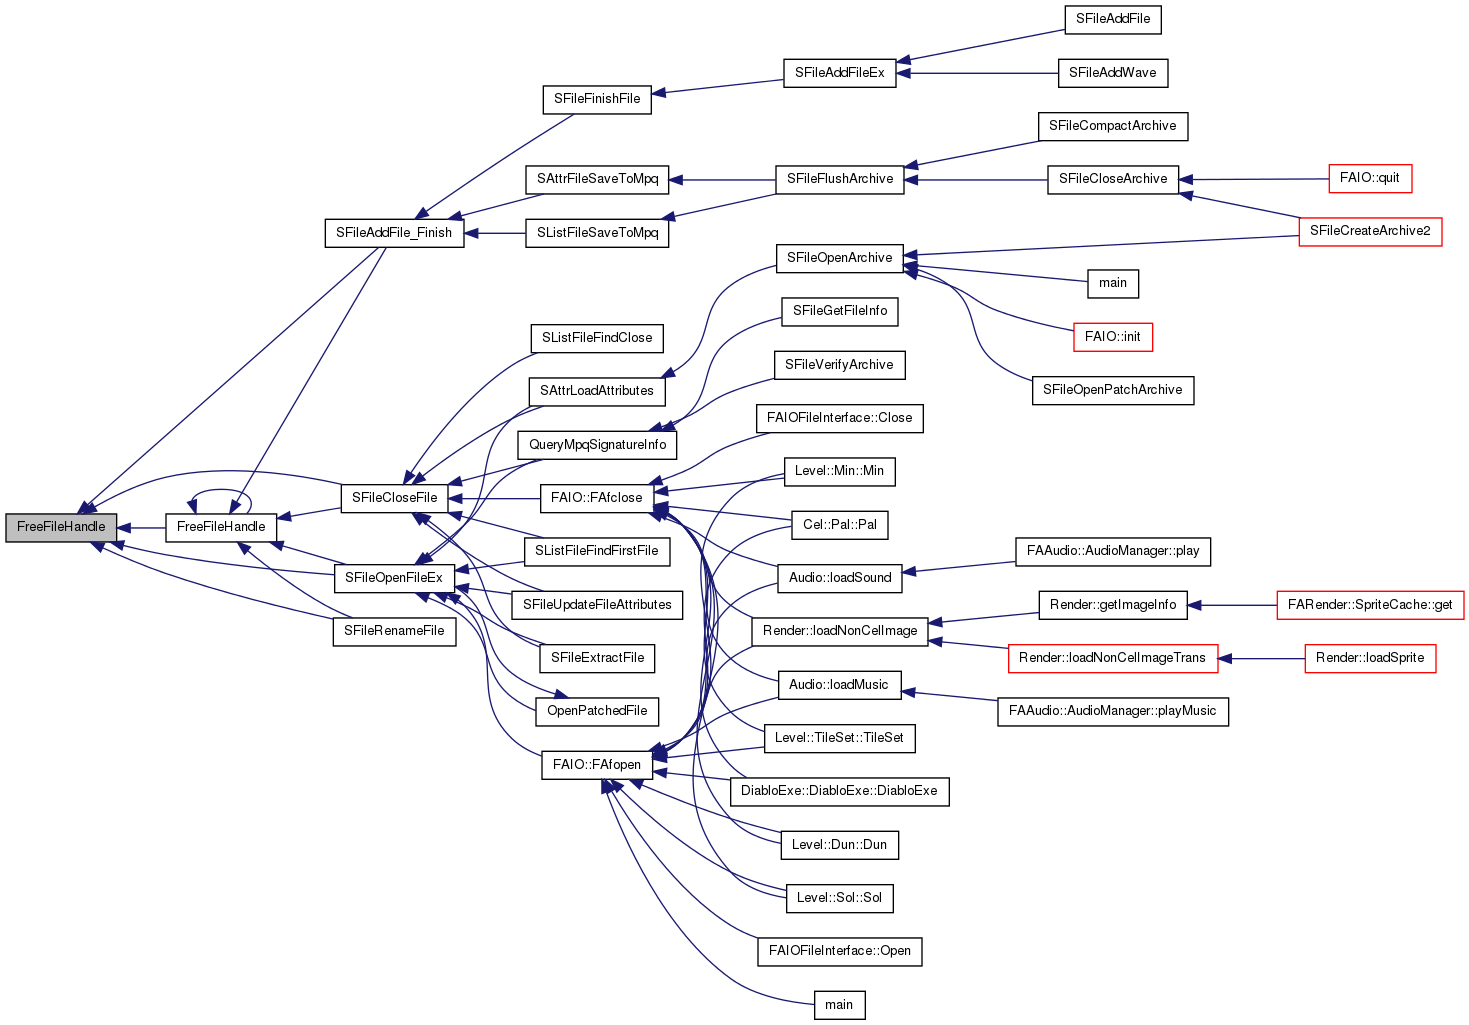 SFileAddFile
SFileAddFileEx
SFileAddWave
SFileFinishFile
SFileCompactArchive
SAttrFileSaveToMpq
SFileFlushArchive
SFileCloseArchive
FAIO::quit
SFileAddFile_Finish
SListFileSaveToMpq
SFileCreateArchive2
SFileOpenArchive
main
SFileGetFileInfo
SListFileFindClose
FAIO::init
SFileVerifyArchive
SAttrLoadAttributes
SFileOpenPatchArchive
FAIOFileInterface::Close
QueryMpqSignatureInfo
Level::Min::Min
SFileCloseFile
FAIO::FAfclose
FreeFileHandle
FreeFileHandle
Cel::Pal::Pal
SListFileFindFirstFile
FAAudio::AudioManager::play
SFileOpenFileEx
Audio::loadSound
SFileUpdateFileAttributes
Render::getImageInfo
FARender::SpriteCache::get
SFileRenameFile
Render::loadNonCelImage
SFileExtractFile
Render::loadNonCelImageTrans
Render::loadSprite
Audio::loadMusic
OpenPatchedFile
FAAudio::AudioManager::playMusic
Level::TileSet::TileSet
FAIO::FAfopen
DiabloExe::DiabloExe::DiabloExe
Level::Dun::Dun
Level::Sol::Sol
FAIOFileInterface::Open
main